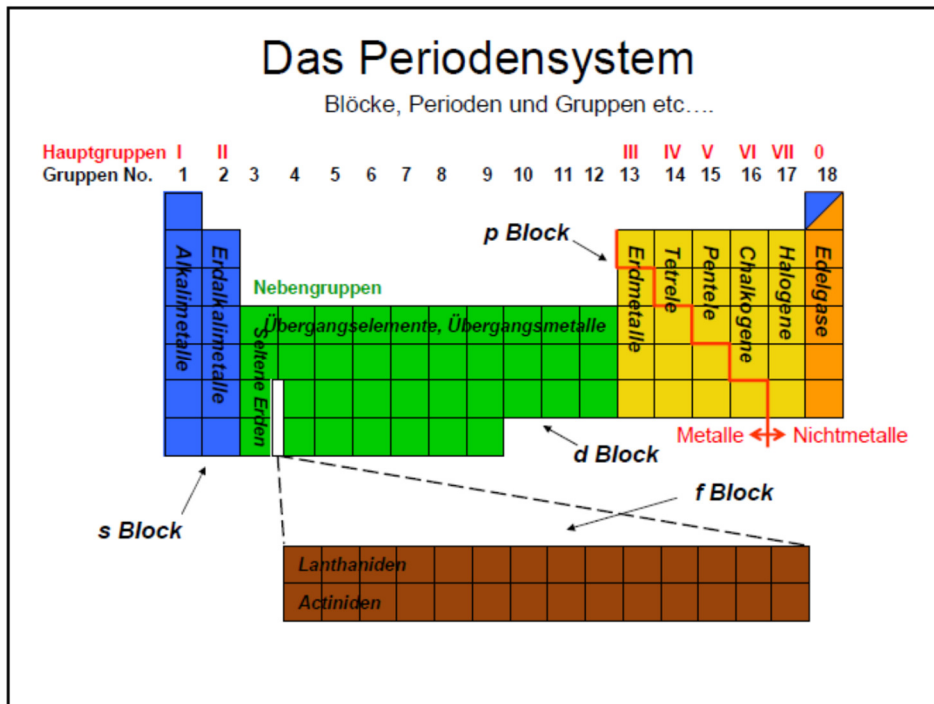 Das Periodensystem
Blöcke, Perioden und Gruppen etc....
Hauptgruppen I II III IV V VI VII 0
Gruppen No. 1 2 3 4 5 6 7 8 9 10 11 12 13 14 15 16 17 18
p Block
Alkalimetalle
Erdalkalimetalle
Nebengruppen
Übergangselemente, Übergangsmetalle
Seltene Erden
Erdmetalle
Tetrele
Pentele
Chalkogene
Halogene
Edelgase
Metalle Nichtmetalle
d Block
f Block
s Block
Lanthaniden
Actiniden